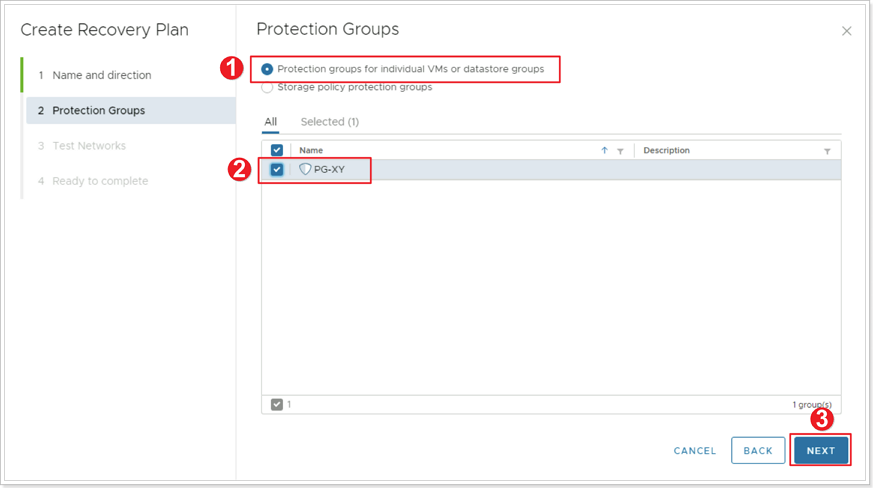 Create Recovery Plan
1 Name and direction
2 Protection Groups
3 Test Networks
4 Ready to complete
Protection Groups
1
Protection groups for individual VMs or datastore groups
Storage policy protection groups
All Selected (1)
Name Description
2
PG-XY
1 1 group(s)
3
CANCEL BACK NEXT